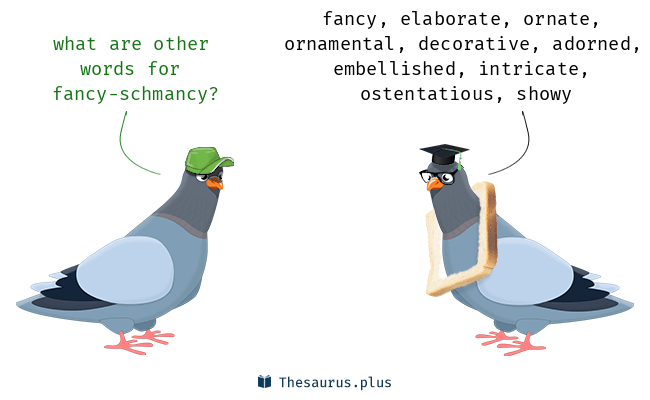 what are other
words for
fancy-schmancy?
fancy, elaborate, ornate,
ornamental, decorative, adorned,
embellished, intricate,
ostentatious, showy
Thesaurus.plus